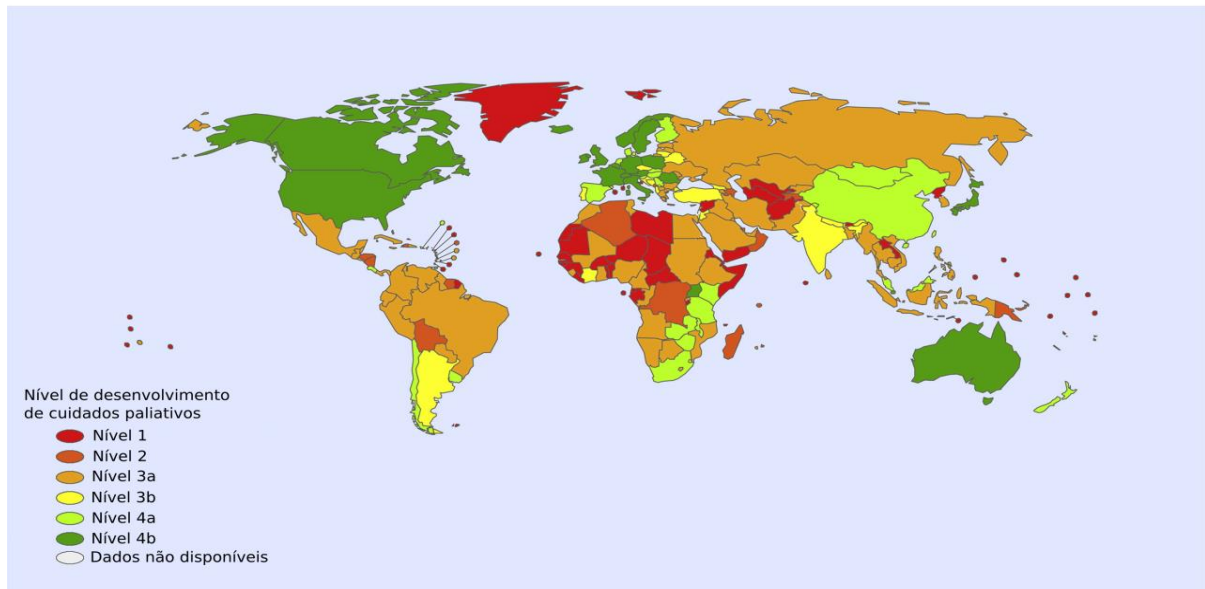 Nível de desenvolvimento
de cuidados paliativos
Nível 1
Nível 2
Nível 3a
Nível 3b
Nível 4a
Nível 4b
Dados não disponíveis